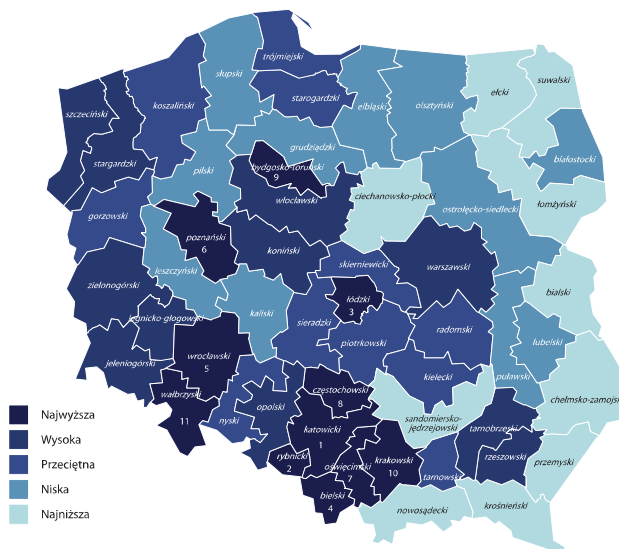 trójmiejski
słupski
suwalski
ełcki
koszaliński
starogardzki
elbląski
olsztyński
szczeciński
grudziądzki
białostocki
stargardzki
pilski
bydgosko-toruński
9
ciechanowsko-płocki
włocławski
łomżyński
ostrołęcko-siedlecki
gorzowski
poznański
6
koniński
skierniewicki
warszawski
leszczyński
zielonogórski
łódzki
3
bialski
kaliski
legnicko-głogowski
sieradzki
radomski
piotrkowski
lubelski
wrocławski
5
jeleniogórski
kielecki
puławski
wałbrzyski
11
częstochowski
8
chełmsko-zamojski
opolski
nyski
sandomiersko-
jędrzejowski
tarnobrzeski
katowicki
1
rzeszowski
rybnicki
2
oświęcimski
7
krakowski
10
przemyski
tarnowski
bielski
4
nowosądecki
krośnieński
Najwyższa
Wysoka
Przeciętna
Niska
Najniższa